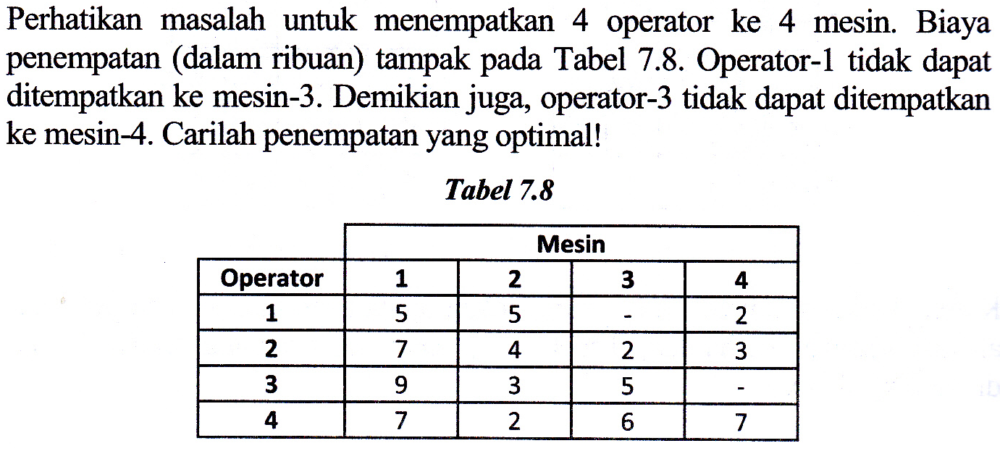 Perhatikan masalah untuk menempatkan 4 operator ke 4 mesin. Biaya
penempatan (dalam ribuan) tampak pada Tabel 7.8. Operator-1 tidak dapat
ditempatkan ke mesin-3. Demikian juga, operator-3 tidak dapat ditempatkan
ke mesin-4. Carilah penempatan yang optimal!
Tabel 7.8
Mesin
Operator 1 2 3 4
1 5 5 - 2
2 7 4 2 3
3 9 3 5 -
4 7 2 6 7